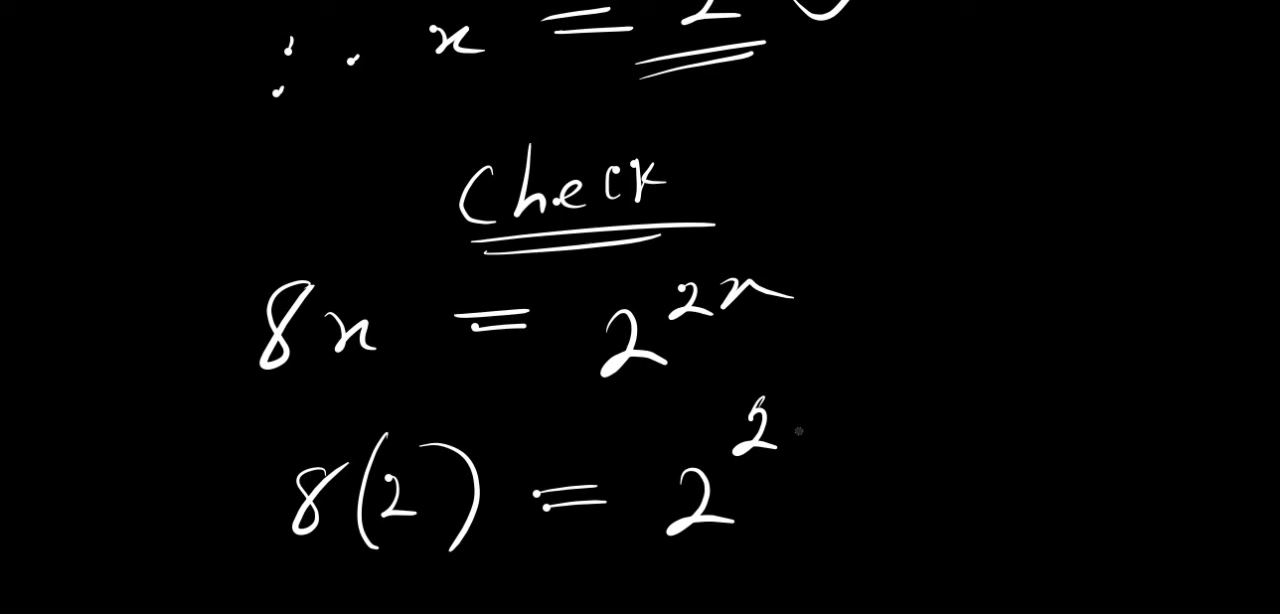 ∴ x = 2
Check
8x = 2^{2x}
8(2) = 2^{2}